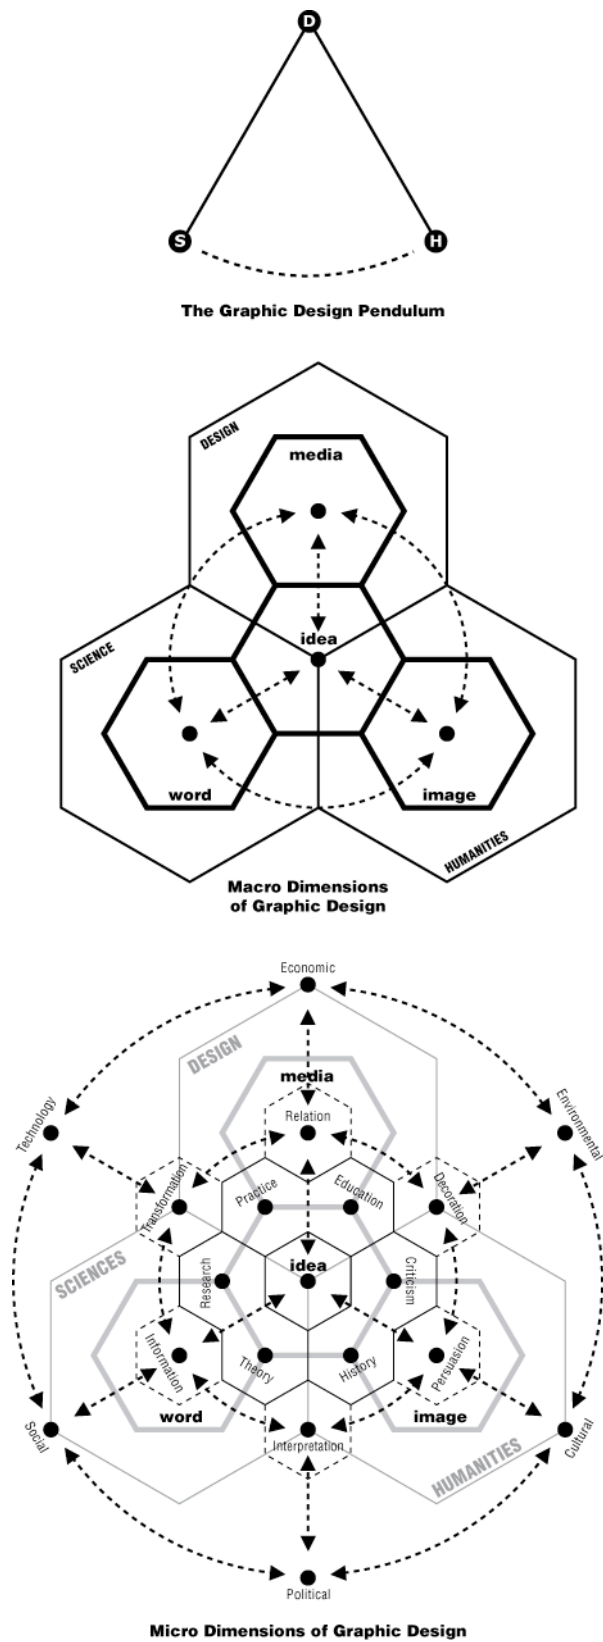 D
S
H
The Graphic Design Pendulum
DESIGN
media
idea
SCIENCE
word
image
HUMANITIES
Macro Dimensions
of Graphic Design
Economic
DESIGN
media
Relation
Technology
Environmental
Transformation
Practice
Education
Decoration
SCIENCES
Research
idea
Criticism
Information
Theory
History
Persuasion
word
image
Social
Interpretation
Cultural
HUMANITIES
Political
Micro Dimensions of Graphic Design